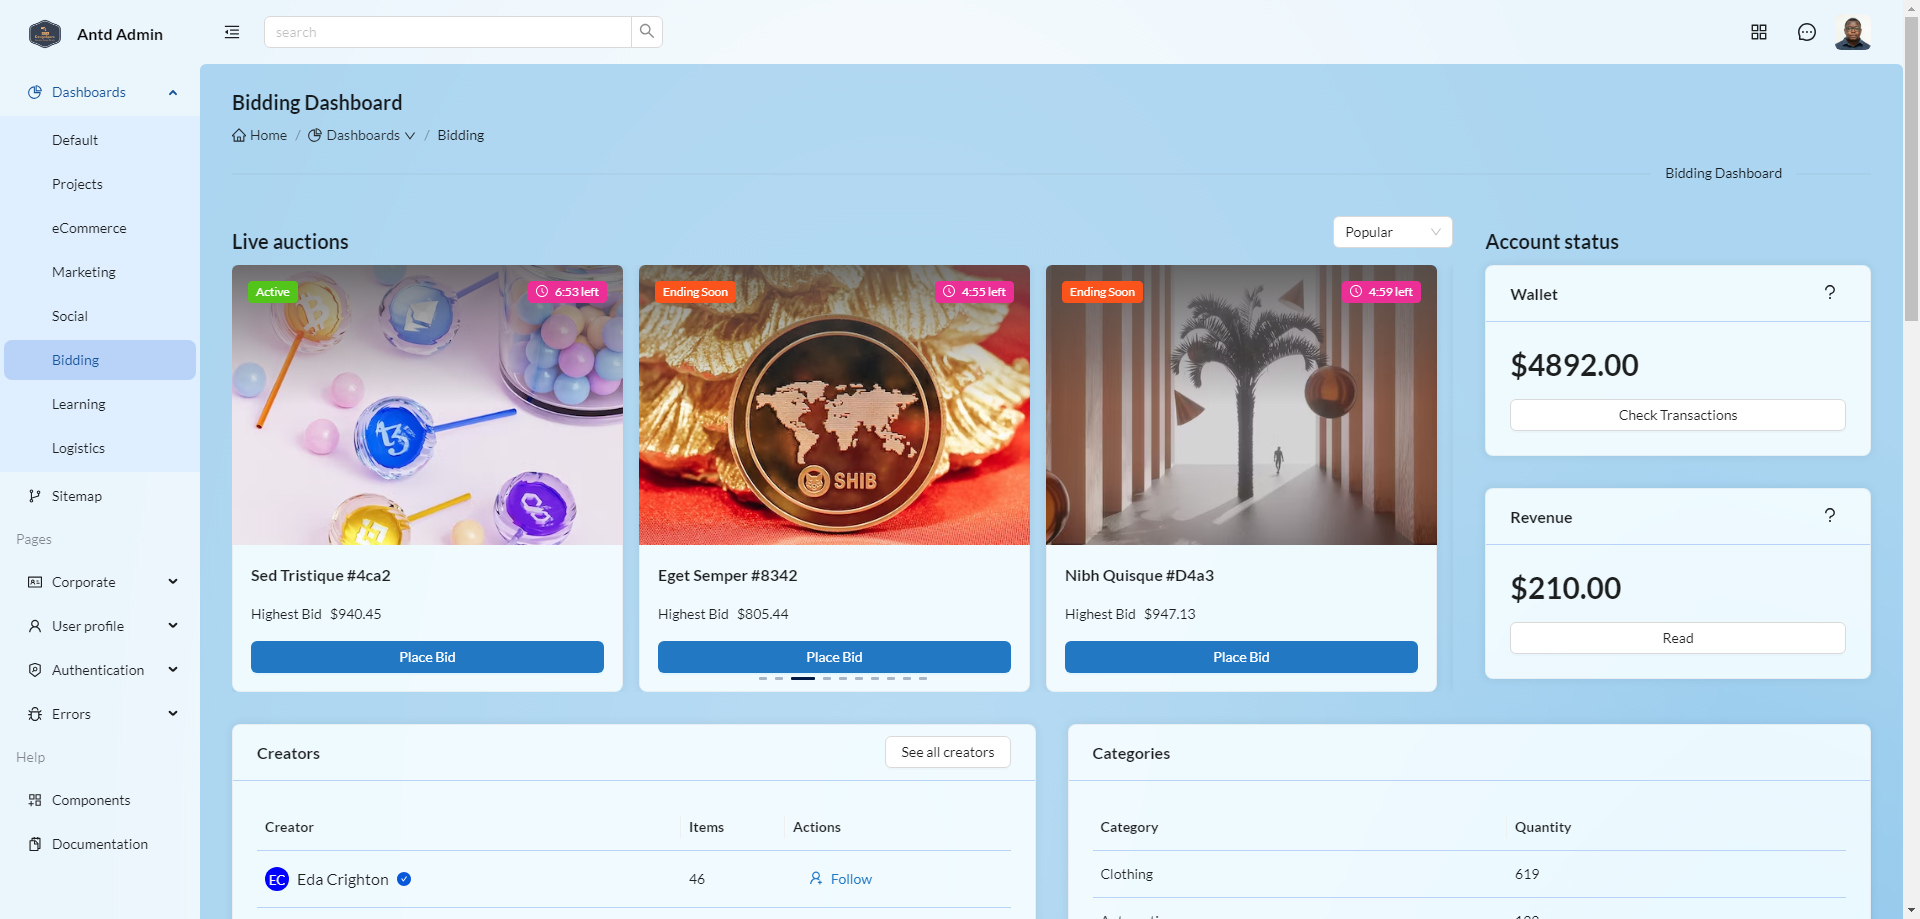 Antd Admin
search
Dashboards
Default
Projects
eCommerce
Marketing
Social
Bidding
Learning
Logistics
Sitemap
Pages
Corporate
User profile
Authentication
Errors
Help
Components
Documentation
Bidding Dashboard
Home / Dashboards / Bidding
Bidding Dashboard
Live auctions
Popular
Active
6:53 left
Sed Tristique #4ca2
Highest Bid $940.45
Place Bid
Ending Soon
4:55 left
SHIB
Eget Semper #8342
Highest Bid $805.44
Place Bid
Ending Soon
4:59 left
Nibh Quisque #D4a3
Highest Bid $947.13
Place Bid
Account status
Wallet
?
$4892.00
Check Transactions
Revenue
?
$210.00
Read
Creators
See all creators
Creator Items Actions
EC Eda Crighton 46 Follow
Categories
Category Quantity
Clothing 619